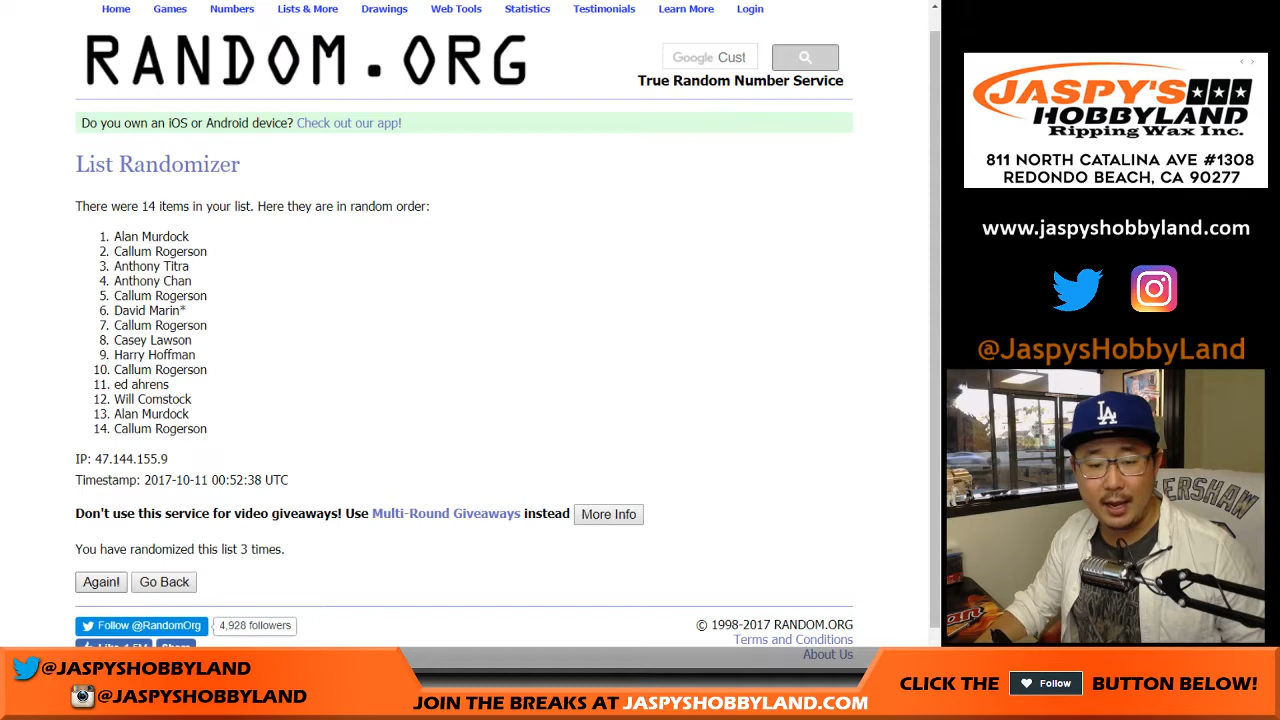 Home Games Numbers Lists & More Drawings Web Tools Statistics Testimonials Learn More Login
RANDOM.ORG
Google Cust
True Random Number Service
Do you own an iOS or Android device? Check out our app!
List Randomizer
There were 14 items in your list. Here they are in random order:
1. Alan Murdock
2. Callum Rogerson
3. Anthony Titra
4. Anthony Chan
5. Callum Rogerson
6. David Marin*
7. Callum Rogerson
8. Casey Lawson
9. Harry Hoffman
10. Callum Rogerson
11. ed ahrens
12. Will Comstock
13. Alan Murdock
14. Callum Rogerson
IP: 47.144.155.9
Timestamp: 2017-10-11 00:52:38 UTC
Don't use this service for video giveaways! Use Multi-Round Giveaways instead More Info
You have randomized this list 3 times.
Again! Go Back
Follow @RandomOrg 4,928 followers
© 1998-2017 RANDOM.ORG
Terms and Conditions
About Us
JASPY'S
HOBBYLAND
Ripping Wax Inc.
811 NORTH CATALINA AVE #1308
REDONDO BEACH, CA 90277
www.jaspyshobbyland.com
@JaspysHobbyLand
LA
KERSHAW
@JASPYSHOBBYLAND
@JASPYSHOBBYLAND
JOIN THE BREAKS AT JASPYSHOBBYLAND.COM
CLICK THE Follow BUTTON BELOW!